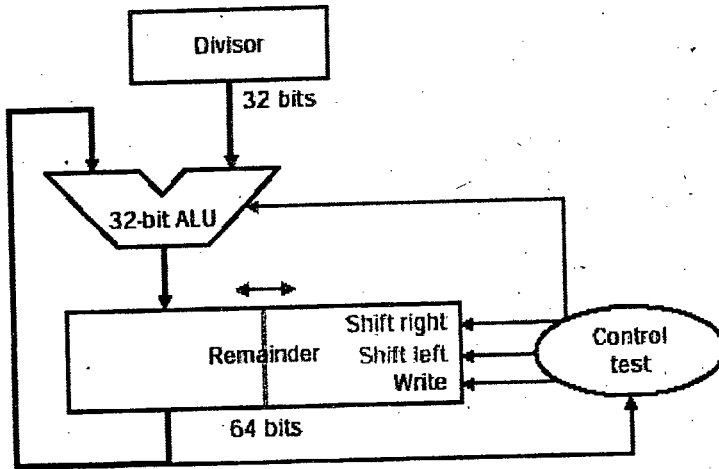 Divisor
32 bits
32-bit ALU
Shift right
Remainder
Shift left
Write
64 bits
Control
test